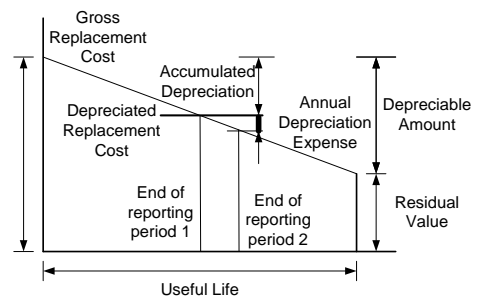 Gross
Replacement
Cost
Accumulated
Depreciation
Depreciated
Replacement
Cost
Annual
Depreciation
Expense
Depreciable
Amount
End of
reporting
period 1
End of
reporting
period 2
Residual
Value
Useful Life